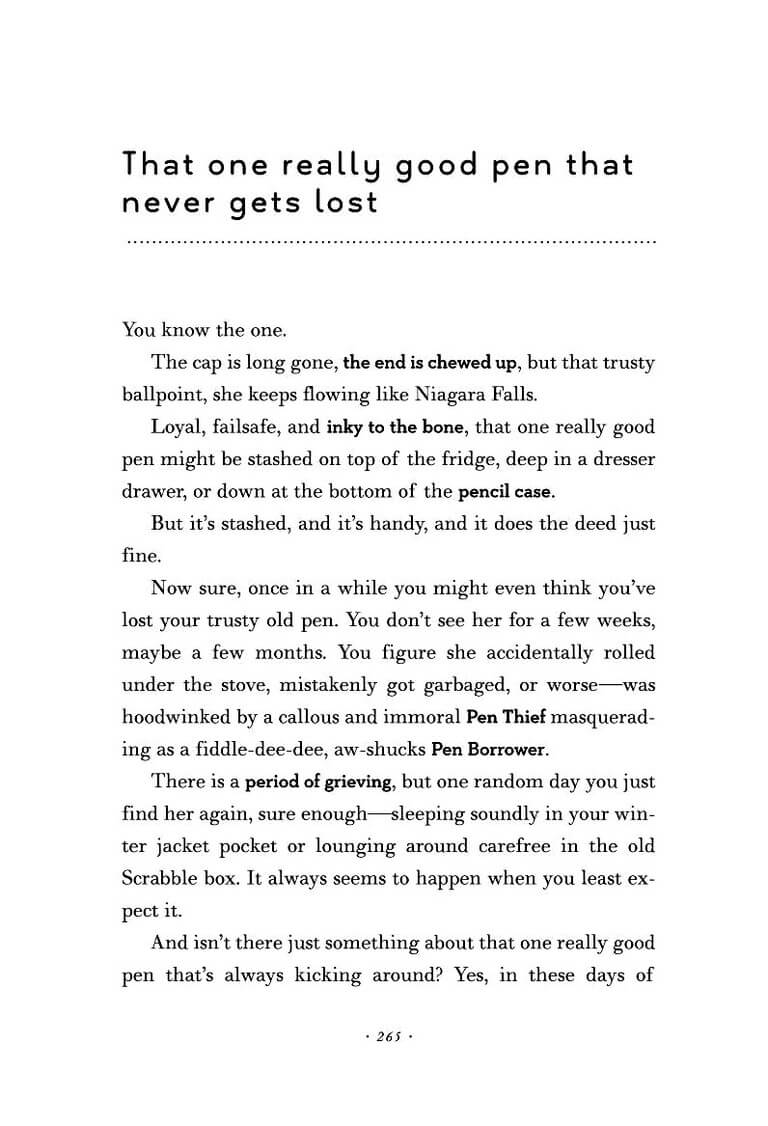 That one really good pen that
never gets lost
You know the one.
The cap is long gone, the end is chewed up, but that trusty
ballpoint, she keeps flowing like Niagara Falls.
Loyal, failsafe, and inky to the bone, that one really good
pen might be stashed on top of the fridge, deep in a dresser
drawer, or down at the bottom of the pencil case.
But it’s stashed, and it’s handy, and it does the deed just
fine.
Now sure, once in a while you might even think you’ve
lost your trusty old pen. You don’t see her for a few weeks,
maybe a few months. You figure she accidentally rolled
under the stove, mistakenly got garbaged, or worse—was
hoodwinked by a callous and immoral Pen Thief masquerad-
ing as a fiddle-dee-dee, aw-shucks Pen Borrower.
There is a period of grieving, but one random day you just
find her again, sure enough—sleeping soundly in your win-
ter jacket pocket or lounging around carefree in the old
Scrabble box. It always seems to happen when you least ex-
pect it.
And isn’t there just something about that one really good
pen that’s always kicking around? Yes, in these days of
· 265 ·